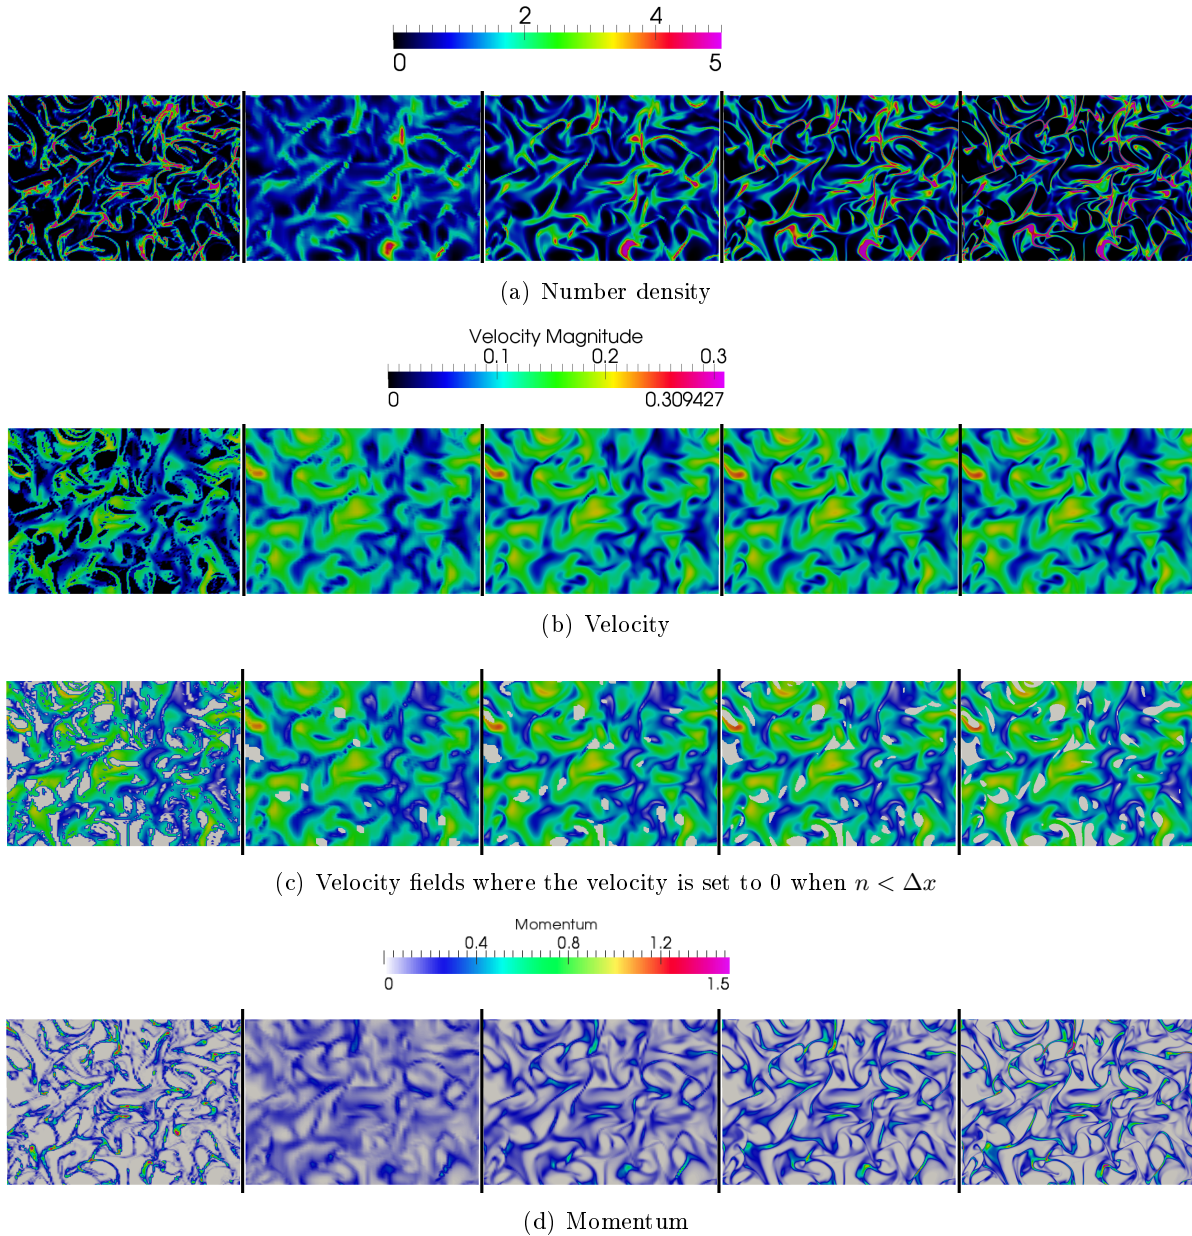 2 4
0 5
(a) Number density
Velocity Magnitude
0.1 0.2 0.3
0 0.309427
(b) Velocity
(c) Velocity fields where the velocity is set to 0 when n < Δx
Momentum
0.4 0.8 1.2
0 1.5
(d) Momentum